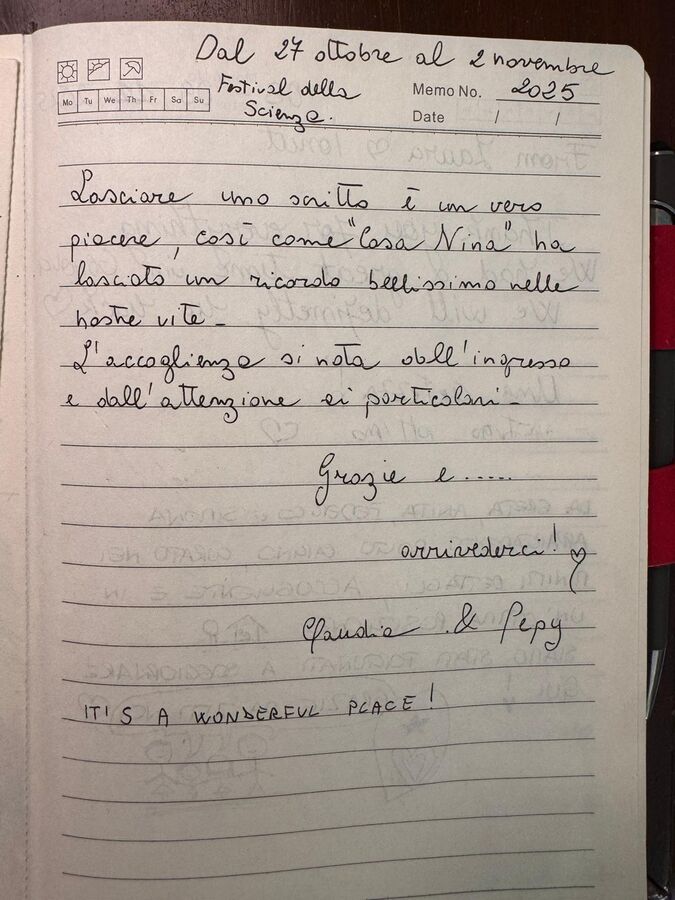 Dal 27 ottobre al 2 novembre
Festival della
Scienza.
Memo No. 2025
Mo Tu We Th Fr Sa Su
Date / /
Lasciare uno scritto è un vero
piacere, così come "Casa Nina" ha
lasciato un ricordo bellissimo nelle
nostre vite -
L'accoglienza si nota dall'ingresso
e dall'attenzione ai particolari -
Grazie e ......
arrivederci!
Claudia & Pepy
IT'S A WONDERFUL PLACE!